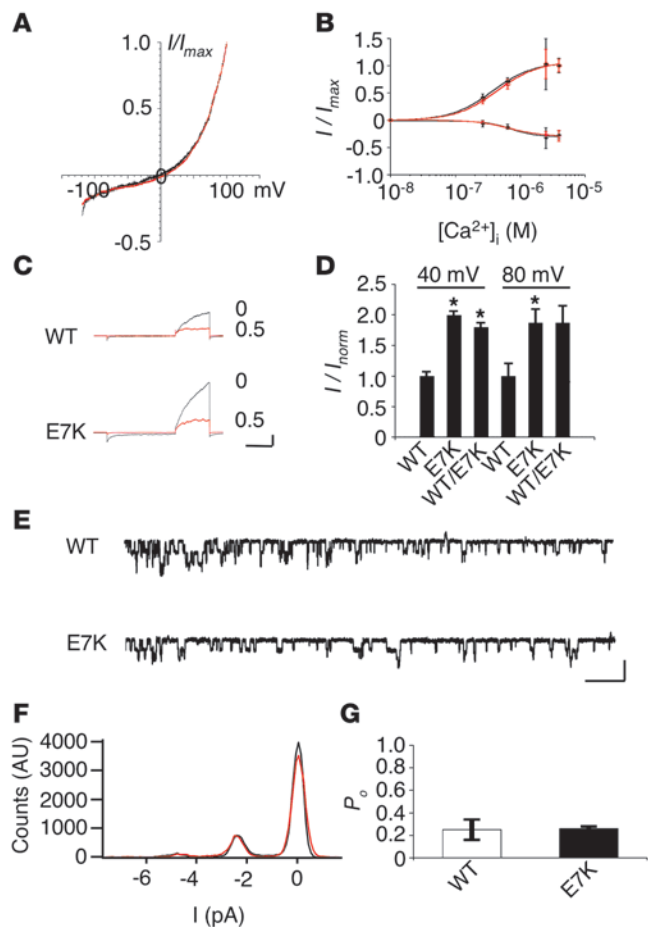 A
I/Imax
1.0
0.5
-100
0
100 mV
-0.5
B
I / Imax
1.5
1.0
0.5
0
-0.5
-1.0
10-8
10-7
10-6
10-5
[Ca2+]i (M)
C
WT
0
0.5
E7K
0
0.5
D
40 mV
80 mV
I / Inorm
2.5
2.0
1.5
1.0
0.5
0
*
*
*
WT
E7K
WT/E7K
WT
E7K
WT/E7K
E
WT
E7K
F
Counts (AU)
4000
3000
2000
1000
0
-6
-4
-2
0
I (pA)
G
Po
1.0
0.8
0.6
0.4
0.2
0
WT
E7K